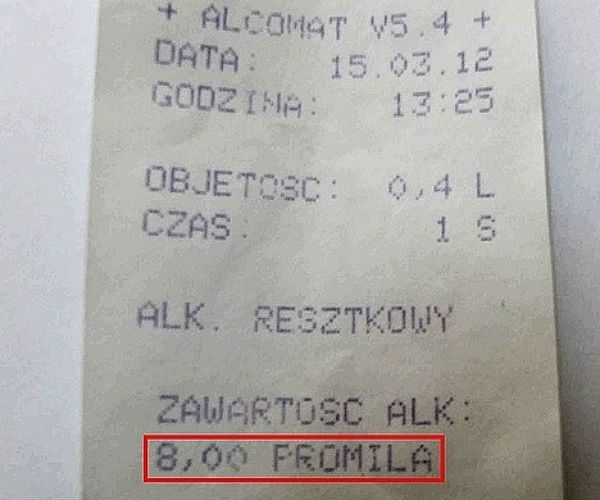 + ALCOMAT V5.4 +
DATA: 15.03.12
GODZINA: 13:25
OBJETOSC: 0,4 L
CZAS: 1 S
ALK. RESZTKOWY
ZAWARTOSC ALK:
8,00 PROMILA